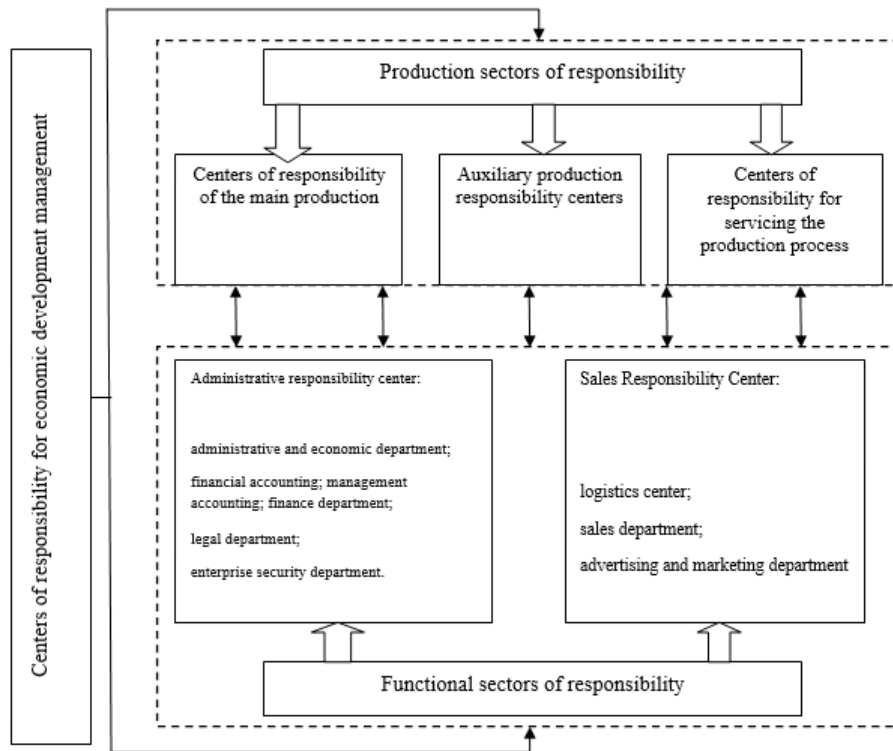 Centers of responsibility for economic development management
Production sectors of responsibility
Centers of responsibility
of the main production
Auxiliary production
responsibility centers
Centers of
responsibility for
servicing the
production process
Administrative responsibility center:
administrative and economic department;
financial accounting; management
accounting; finance department;
legal department;
enterprise security department.
Sales Responsibility Center:
logistics center;
sales department;
advertising and marketing department
Functional sectors of responsibility